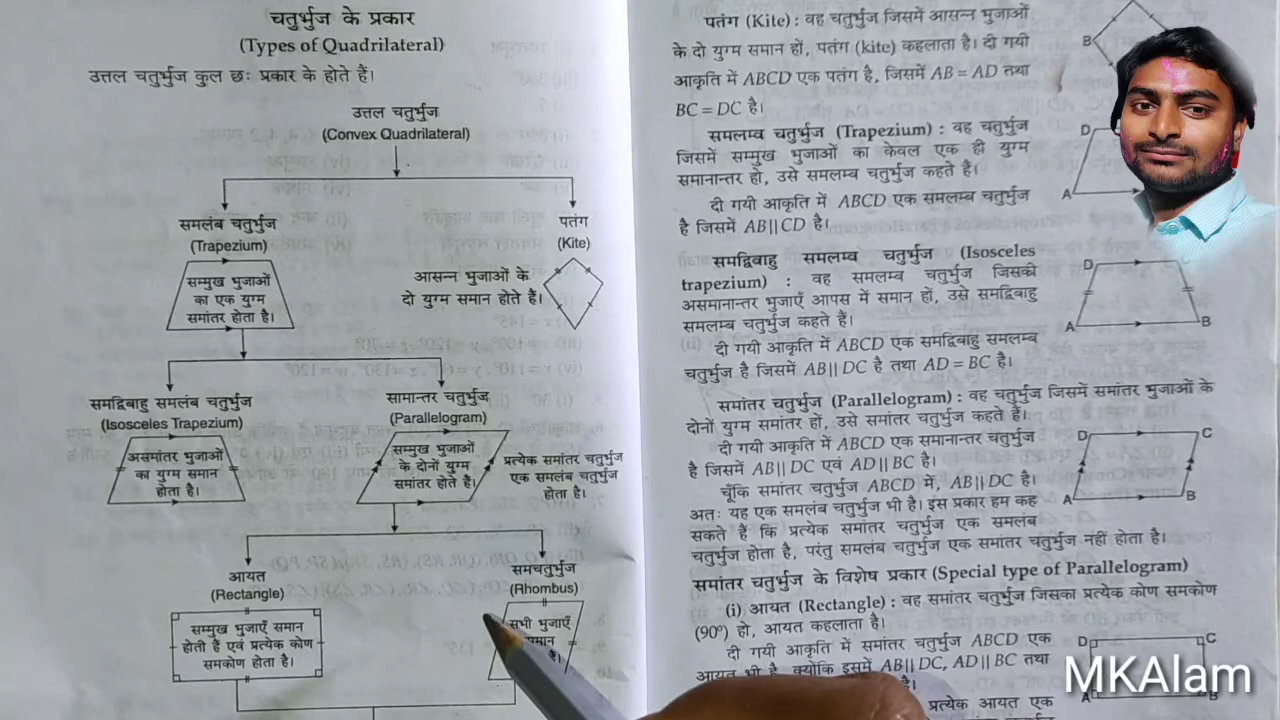 चतुर्भुज के प्रकार
(Types of Quadrilateral)
उत्तल चतुर्भुज कुल छः प्रकार के होते हैं।
उत्तल चतुर्भुज
(Convex Quadrilateral)
समलंब चतुर्भुज
(Trapezium)
सम्मुख भुजाओं
का एक युग्म
समांतर होता है।
पतंग
(Kite)
आसन्न भुजाओं के
दो युग्म समान होते हैं।
समद्विबाहु समलंब चतुर्भुज
(Isosceles Trapezium)
असमांतर भुजाओं
का युग्म समान
होता है।
सामान्तर चतुर्भुज
(Parallelogram)
सम्मुख भुजाओं
के दोनों युग्म
समांतर होते हैं।
प्रत्येक समांतर चतुर्भुज
एक समलंब चतुर्भुज
होता है।
आयत
(Rectangle)
सम्मुख भुजाएँ समान
होती हैं एवं प्रत्येक कोण
समकोण होता है।
समचतुर्भुज
(Rhombus)
सभी भुजाएँ
पतंग (Kite) : वह चतुर्भुज जिसमें आसन्न भुजाओं
के दो युग्म समान हों, पतंग (kite) कहलाता है। दी गयी
आकृति में ABCD एक पतंग है, जिसमें AB = AD तथा
BC = DC है।
B
समलम्व चतुर्भुज (Trapezium) : वह चतुर्भुज
जिसमें सम्मुख भुजाओं का केवल एक ही युग्म
समानान्तर हो, उसे समलम्व चतुर्भुज कहते हैं।
दी गयी आकृति में ABCD एक समलम्ब चतुर्भुज
है जिसमें AB||CD है।
D
A
समद्विबाहु समलम्व चतुर्भुज (Isosceles
trapezium) : वह समलम्व चतुर्भुज जिसकी
असमानान्तर भुजाएँ आपस में समान हों, उसे समद्विबाहु
समलम्ब चतुर्भुज कहते हैं।
दी गयी आकृति में ABCD एक समद्विबाहु समलम्ब
चतुर्भुज है जिसमें AB|| DC है तथा AD = BC है।
D
A B
समांतर चतुर्भुज (Parallelogram) : वह चतुर्भुज जिसमें समांतर भुजाओं के
दोनों युग्म समांतर हों, उसे समांतर चतुर्भुज कहते हैं।
दी गयी आकृति में ABCD एक समानान्तर चतुर्भुज
है जिसमें AB|| DC एवं AD || BC है।
चूँकि समांतर चतुर्भुज ABCD में, AB|| DC है।
अतः यह एक समलंब चतुर्भुज भी है। इस प्रकार हम कह
सकते हैं कि प्रत्येक समांतर चतुर्भुज एक समलंब
चतुर्भुज होता है, परंतु समलंब चतुर्भुज एक समांतर चतुर्भुज नहीं होता है।
D C
A B
समांतर चतुर्भुज के विशेष प्रकार (Special type of Parallelogram)
(i) आयत (Rectangle) : वह समांतर चतुर्भुज जिसका प्रत्येक कोण समकोण
(90°) हो, आयत कहलाता है।
दी गयी आकृति में समांतर चतुर्भुज ABCD एक
आयत भी है, क्योंकि इसमें AB|| DC, AD || BC तथा
है।
प्रत्येक आयत एक
D C
A B
MKAlam